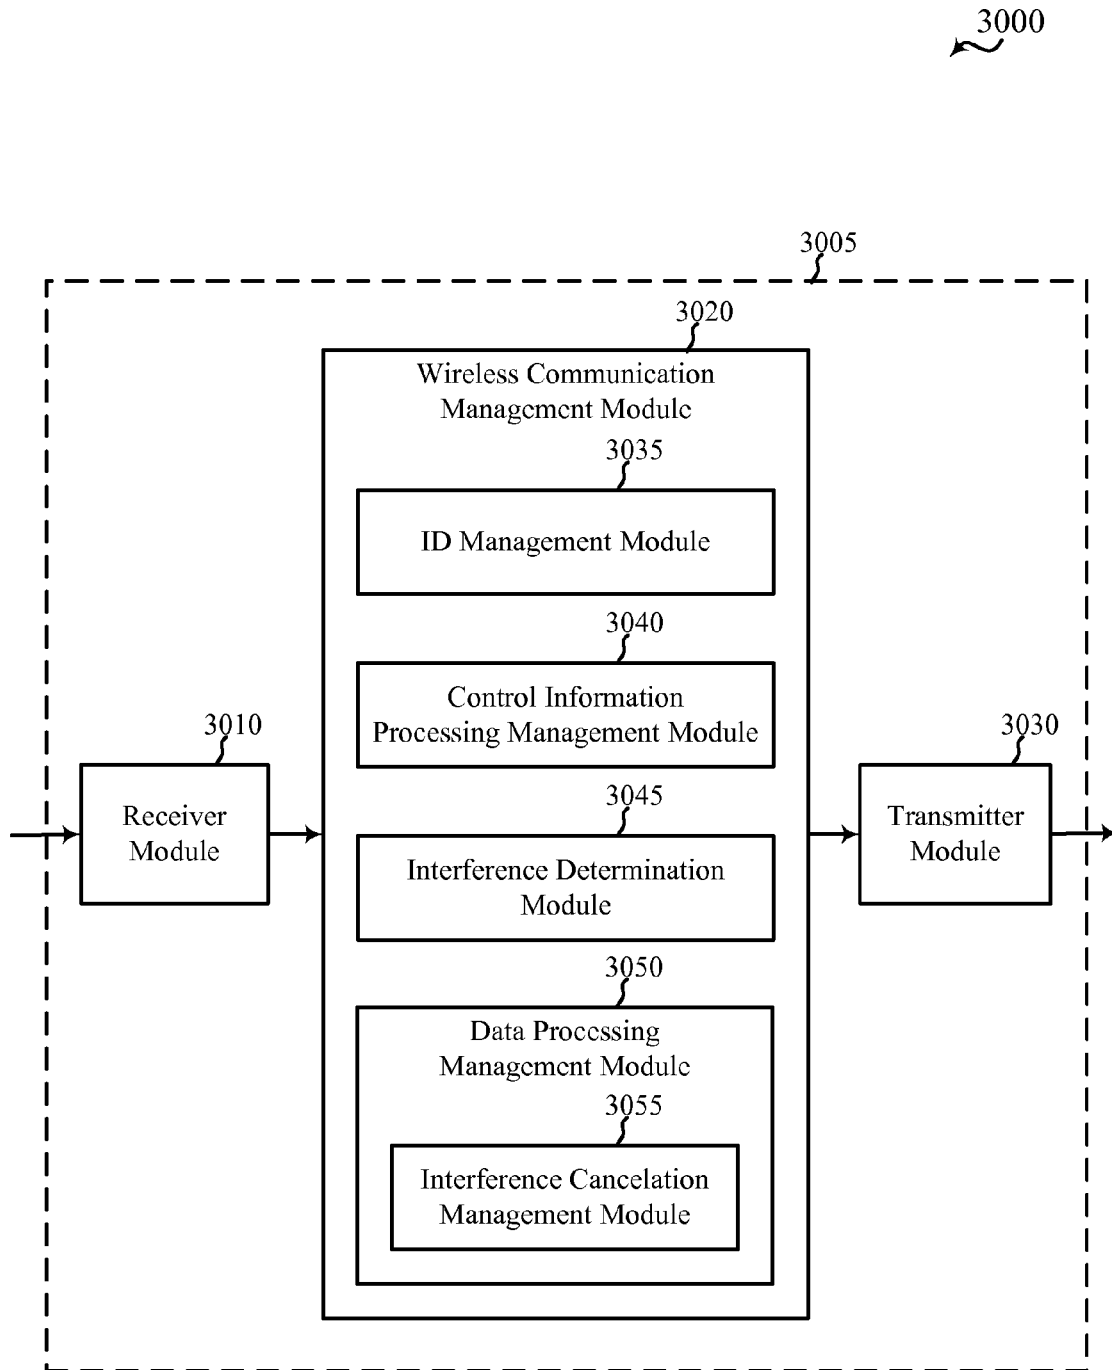 3000
3005
3020
Wireless Communication
Management Module
3035
ID Management Module
3040
Control Information
Processing Management Module
3010
Receiver
Module
3045
Interference Determination
Module
3030
Transmitter
Module
3050
Data Processing
Management Module
3055
Interference Cancelation
Management Module